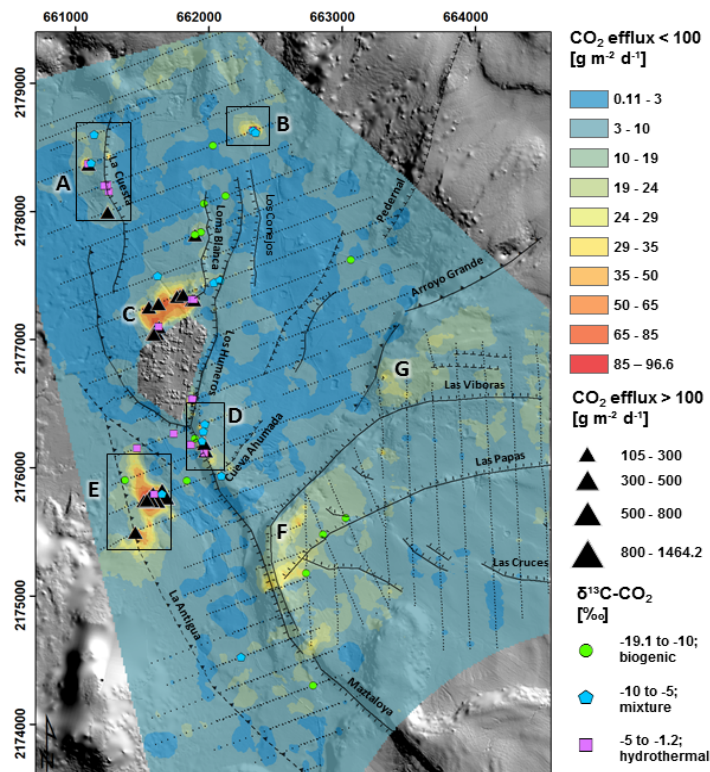 661000 662000 663000 664000
2179000
2178000
2177000
2176000
2175000
2174000
A
B
C
D
E
F
G
La Cuesta
Loma Blanca
Los Conejos
Pedernal
Arroyo Grande
Los Humeros
Las Viboras
Cueva Ahumada
Las Papas
Las Cruces
La Antigua
Maztaloya
N
CO₂ efflux < 100
[g m⁻² d⁻¹]
0.11 - 3
3 - 10
10 - 19
19 - 24
24 - 29
29 - 35
35 - 50
50 - 65
65 - 85
85 – 96.6
CO₂ efflux > 100
[g m⁻² d⁻¹]
105 - 300
300 - 500
500 - 800
800 - 1464.2
δ¹³C-CO₂
[‰]
-19.1 to -10;
biogenic
-10 to -5;
mixture
-5 to -1.2;
hydrothermal